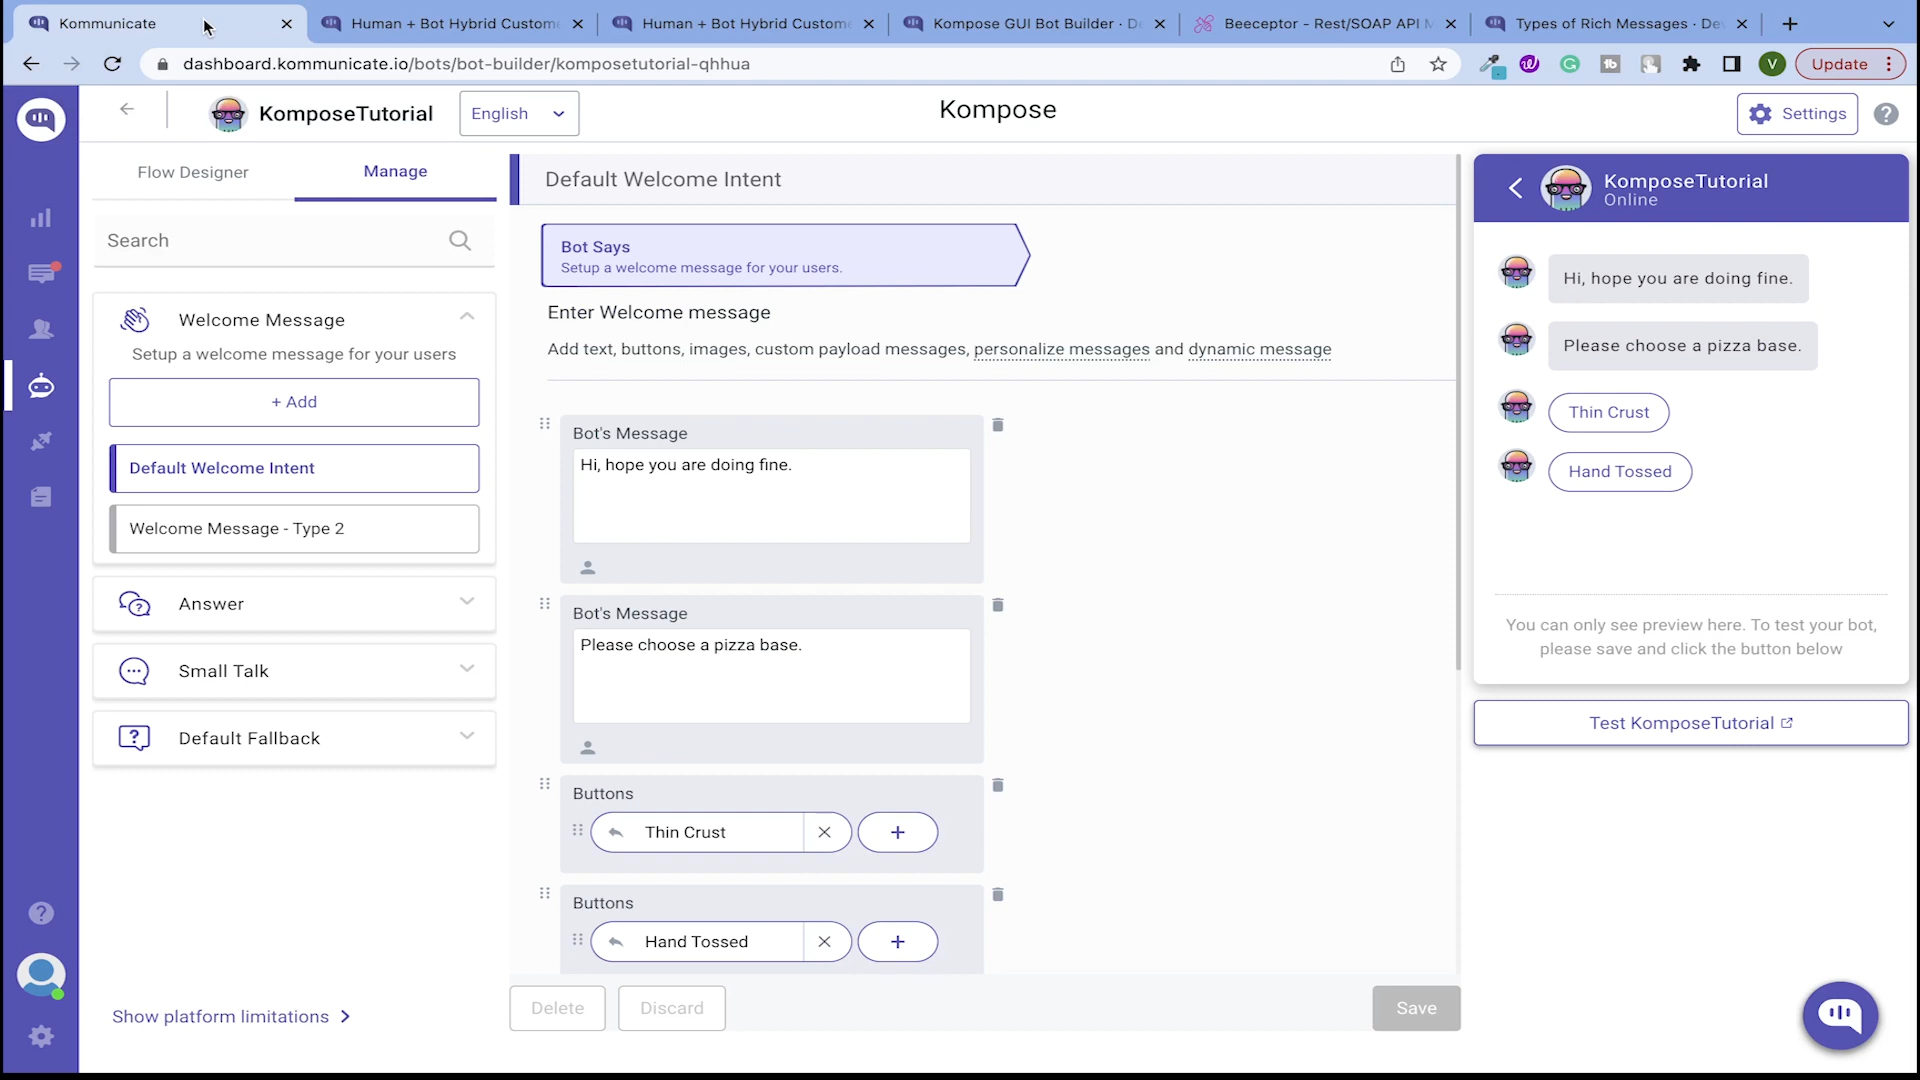 Kommunicate
Human + Bot Hybrid Custome
Human + Bot Hybrid Custome
Kompose GUI Bot Builder · De
Beeceptor - Rest/SOAP API M
Types of Rich Messages · Dev
dashboard.kommunicate.io/bots/bot-builder/komposetutorial-qhhua
V
Update
KomposeTutorial
English
Kompose
Settings
Flow Designer
Manage
Search
Welcome Message
Setup a welcome message for your users
+ Add
Default Welcome Intent
Welcome Message - Type 2
Answer
Small Talk
Default Fallback
Show platform limitations
Default Welcome Intent
Bot Says
Setup a welcome message for your users.
Enter Welcome message
Add text, buttons, images, custom payload messages, personalize messages and dynamic message
Bot's Message
Hi, hope you are doing fine.
Bot's Message
Please choose a pizza base.
Buttons
Thin Crust
Buttons
Hand Tossed
Delete
Discard
Save
KomposeTutorial
Online
Hi, hope you are doing fine.
Please choose a pizza base.
Thin Crust
Hand Tossed
You can only see preview here. To test your bot,
please save and click the button below
Test KomposeTutorial